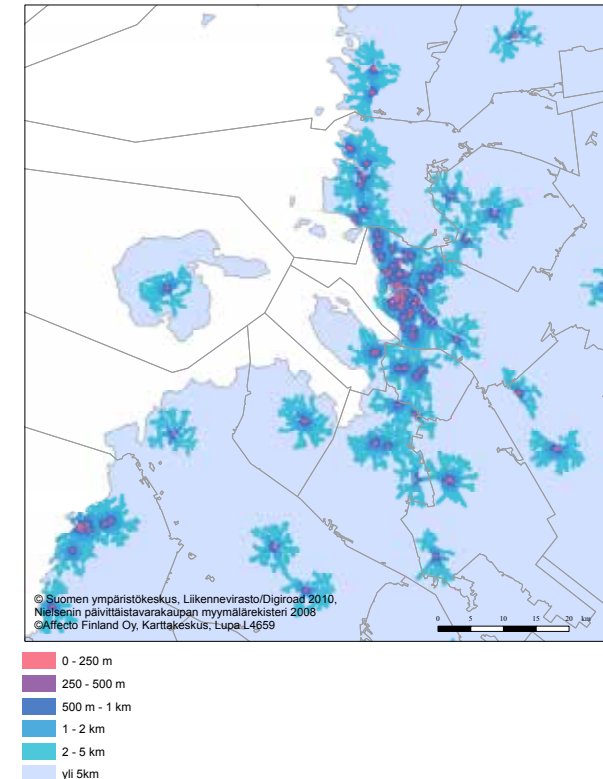 © Suomen ympäristökeskus, Liikennevirasto/Digiroad 2010,
Nielsenin päivittäistavarakaupan myymälärekisteri 2008
©Affecto Finland Oy, Karttakeskus, Lupa L4659
km
0 5 10 15 20
0 - 250 m
250 - 500 m
500 m - 1 km
1 - 2 km
2 - 5 km
yli 5km